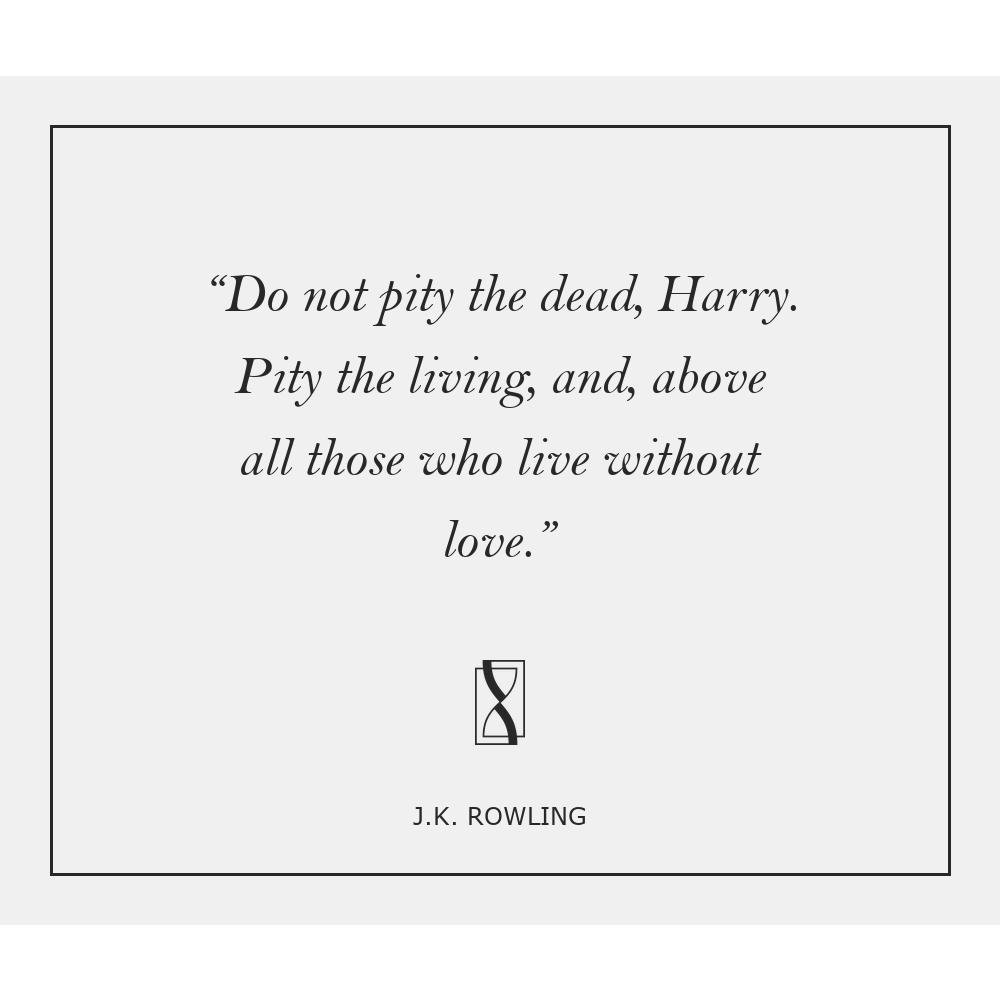 “Do not pity the dead, Harry.
Pity the living, and, above
all those who live without
love.”
J.K. ROWLING